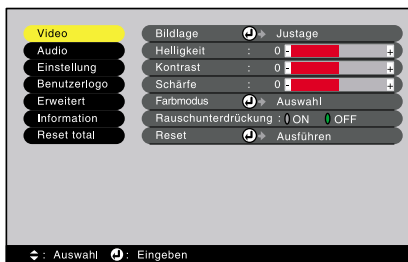 Video
Audio
Einstellung
Benutzerlogo
Erweitert
Information
Reset total
Bildlage Justage
Helligkeit : 0 - +
Kontrast : 0 - +
Schärfe : 0 - +
Farbmodus Auswahl
Rauschunterdrückung : ON OFF
Reset Ausführen
: Auswahl : Eingeben